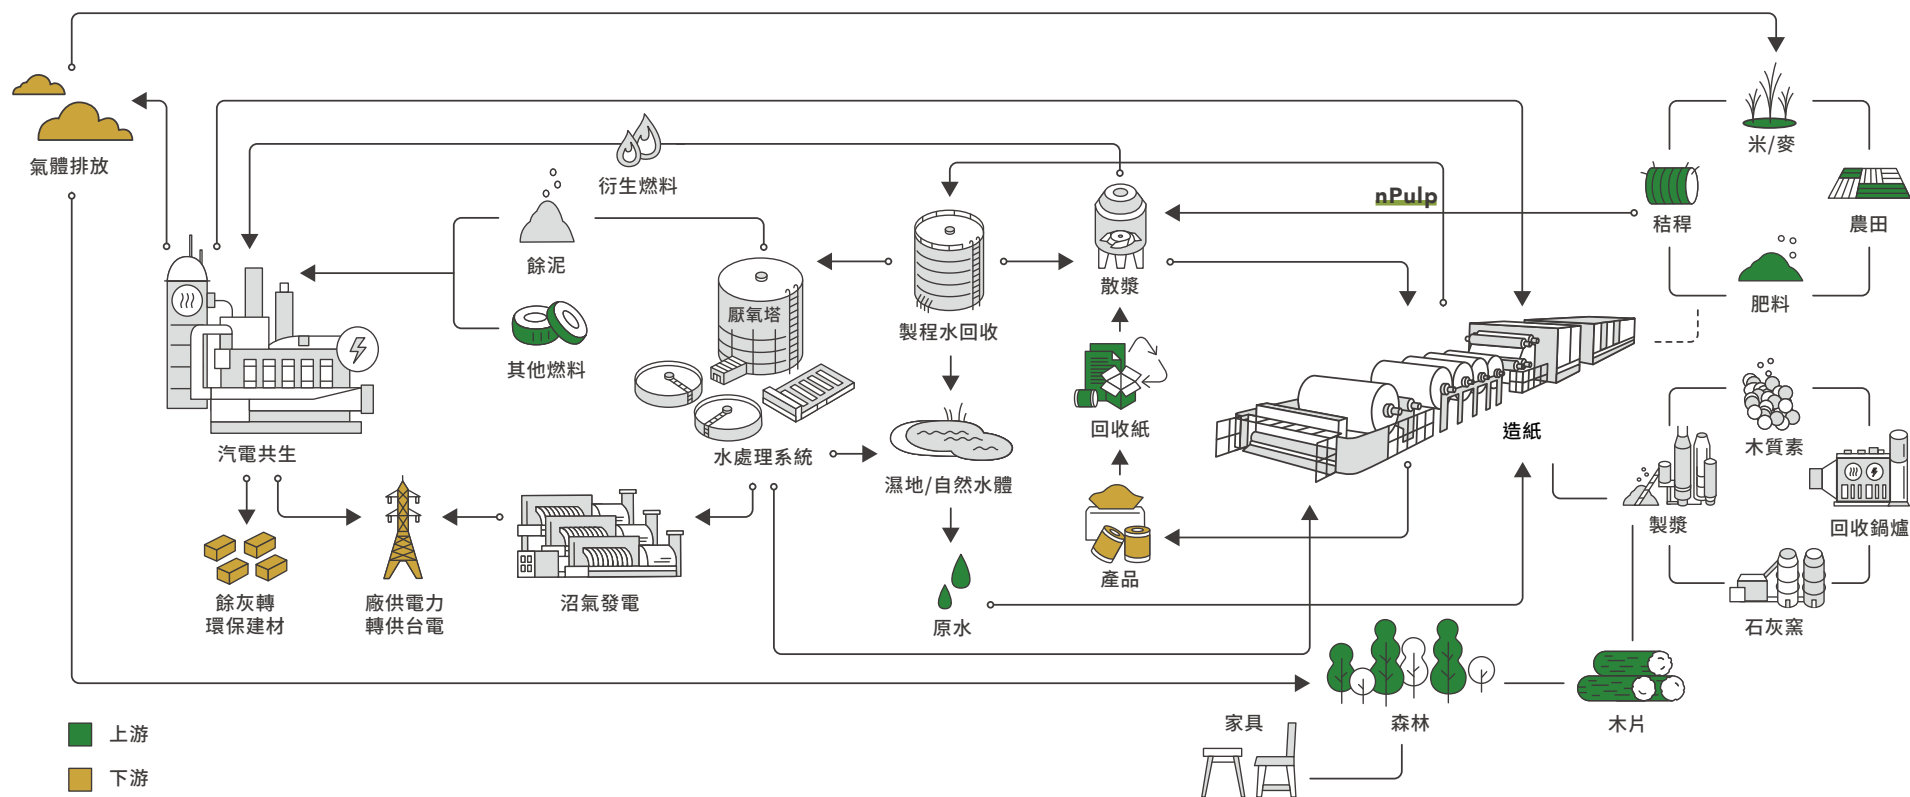 氣體排放
衍生燃料
nPulp
米/麥
秸稈
農田
餘泥
散漿
肥料
厭氧塔
製程水回收
其他燃料
回收紙
造紙
木質素
汽電共生
水處理系統
濕地/自然水體
製漿
回收鍋爐
產品
餘灰轉
環保建材
廠供電力
轉供台電
沼氣發電
原水
石灰窯
家具
森林
木片
上游
下游